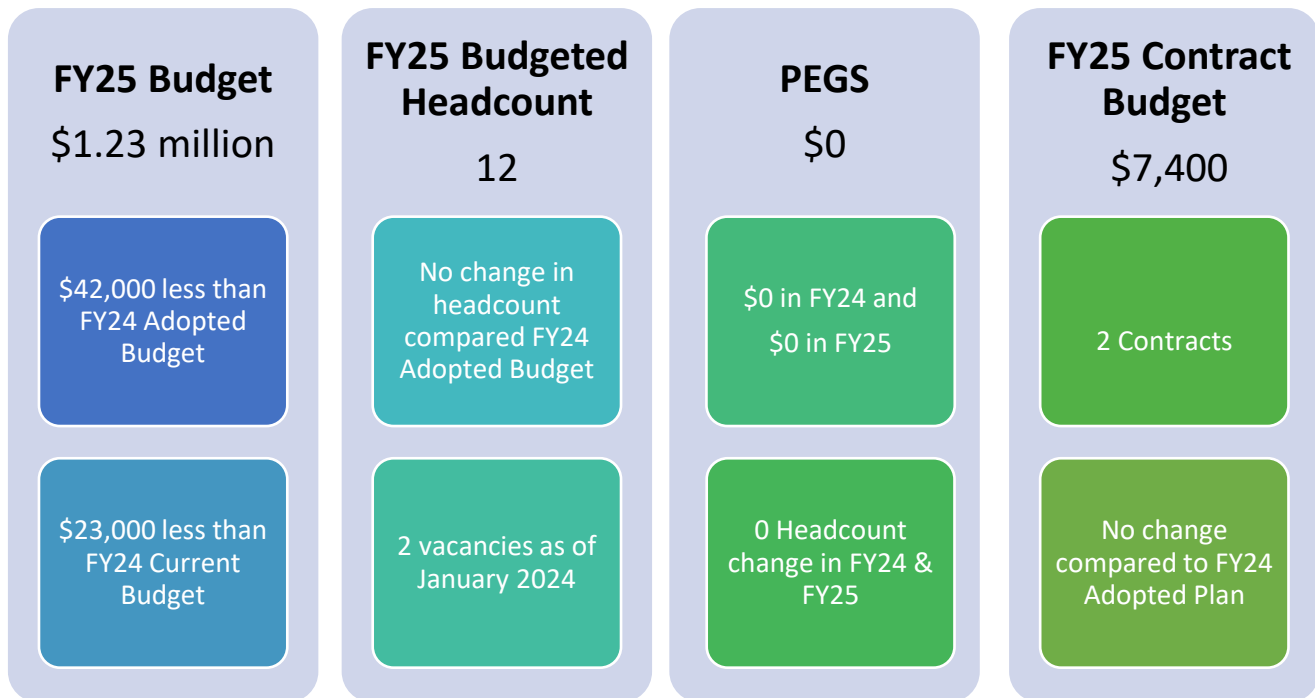 FY25 Budget
$1.23 million
$42,000 less than
FY24 Adopted
Budget
$23,000 less than
FY24 Current
Budget
FY25 Budgeted
Headcount
12
No change in
headcount
compared FY24
Adopted Budget
2 vacancies as of
January 2024
PEGS
$0
$0 in FY24 and
$0 in FY25
0 Headcount
change in FY24 &
FY25
FY25 Contract
Budget
$7,400
2 Contracts
No change
compared to FY24
Adopted Plan